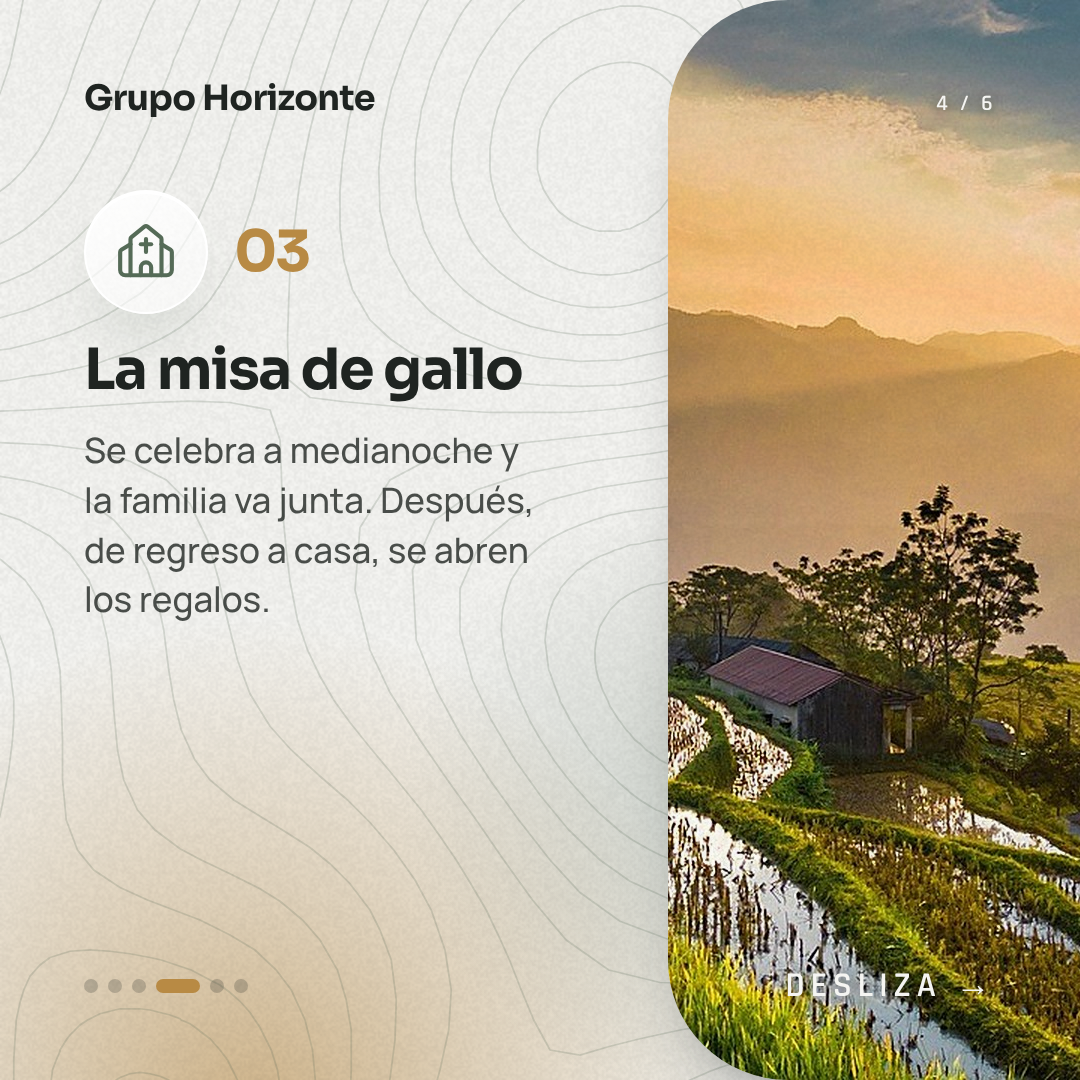 Grupo Horizonte
4 / 6
03
La misa de gallo
Se celebra a medianoche y
la familia va junta. Después,
de regreso a casa, se abren
los regalos.
DESLIZA →